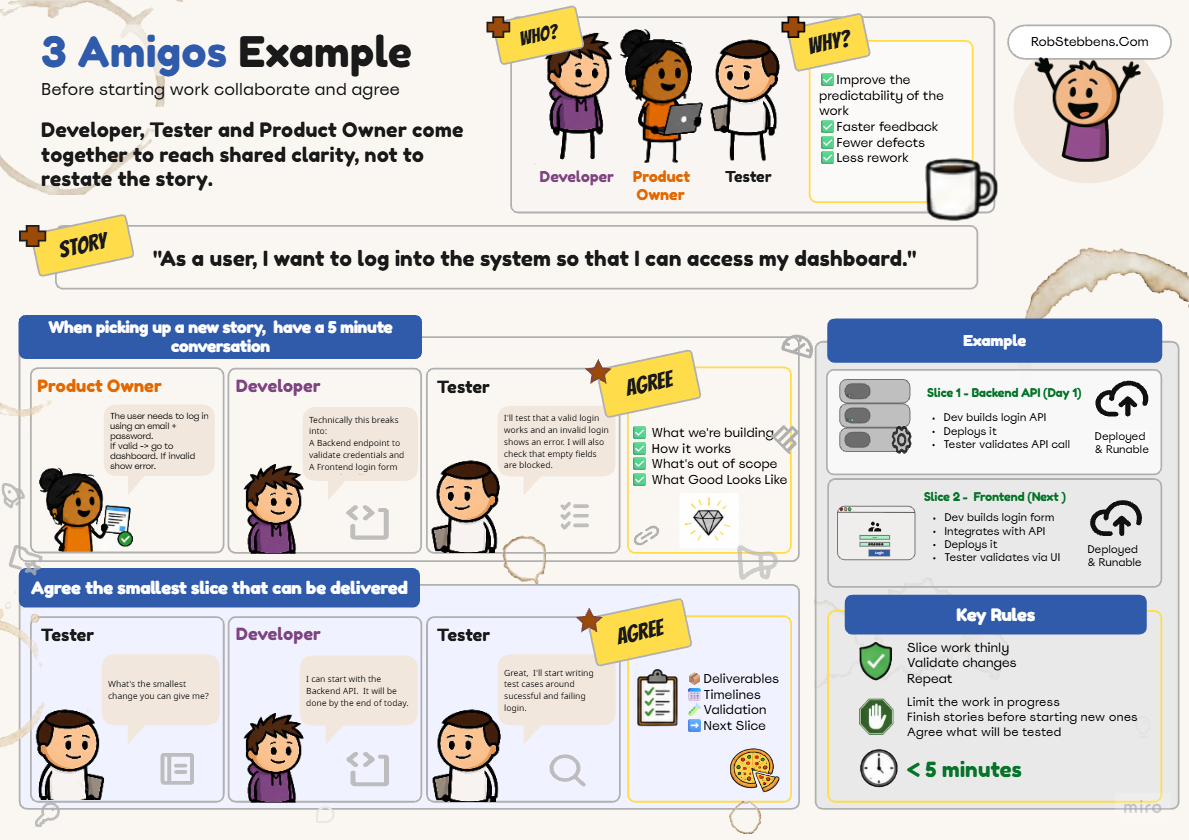 3 Amigos Example
Before starting work collaborate and agree
Developer, Tester and Product Owner come
together to reach shared clarity, not to
restate the story.
WHO?
Developer
Product
Owner
Tester
WHY?
✅Improve the
predictability of the
work
✅Faster feedback
✅Fewer defects
✅Less rework
RobStebbens.Com
STORY
"As a user, I want to log into the system so that I can access my dashboard."
When picking up a new story, have a 5 minute
conversation
Product Owner
The user needs to log in
using an email +
password.
If valid -> go to
dashboard. If invalid
show error.
Developer
Technically this breaks
into:
A Backend endpoint to
validate credentials and
A Frontend login form
Tester
I'll test that a valid login
works and an invalid login
shows an error. I will also
check that empty fields
are blocked.
AGREE
✅ What we're building
✅ How it works
✅ What's out of scope
✅ What Good Looks Like
Agree the smallest slice that can be delivered
Tester
What's the smallest
change you can give me?
Developer
I can start with the
Backend API. It will be
done by the end of today.
Tester
Great, I'll start writing
test cases around
sucessful and failing
login.
AGREE
📦Deliverables
🗓️Timelines
🧪Validation
➡️Next Slice
Example
Slice 1 - Backend API (Day 1)
• Dev builds login API
• Deploys it
• Tester validates API call
Deployed
& Runable
Slice 2 - Frontend (Next )
• Dev builds login form
• Integrates with API
• Deploys it
• Tester validates via UI
Deployed
& Runable
Login
Key Rules
Slice work thinly
Validate changes
Repeat
Limit the work in progress
Finish stories before starting new ones
Agree what will be tested
< 5 minutes
miro